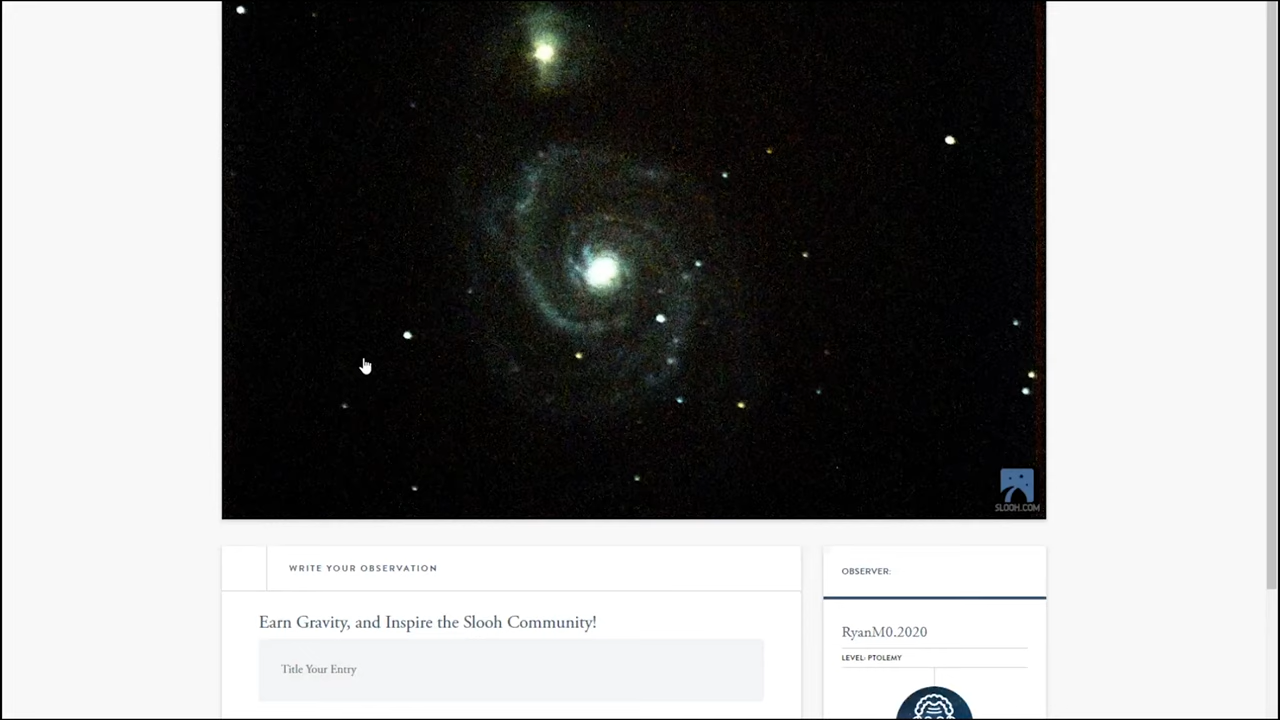 SLOOH.COM
WRITE YOUR OBSERVATION
OBSERVER:
Earn Gravity, and Inspire the Slooh Community!
RyanM0.2020
LEVEL: PTOLEMY
Title Your Entry